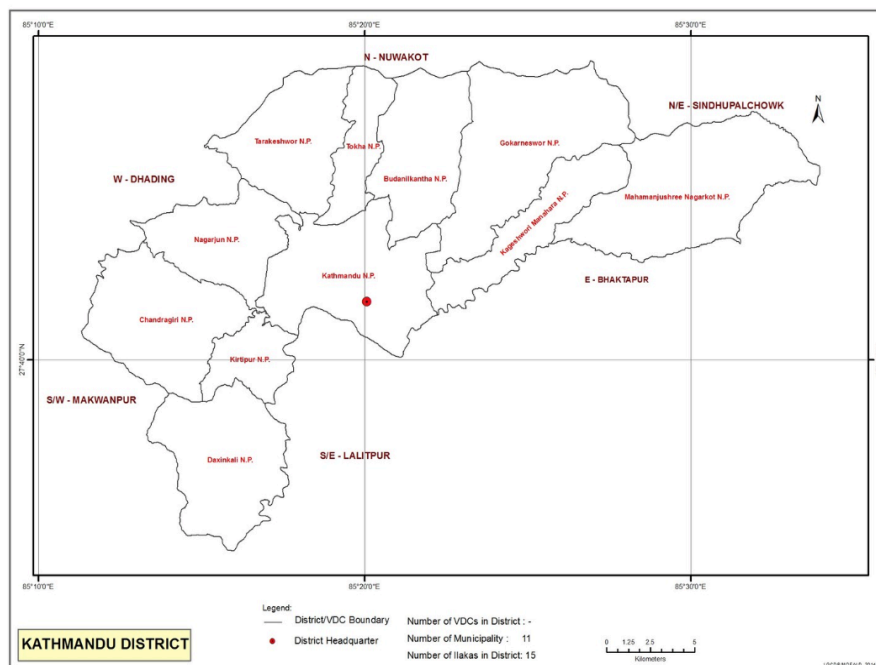 85°10'0"E
85°20'0"E
85°30'0"E
N - NUWAKOT
N/E - SINDHUPALCHOWK
N
Tarakeshwor N.P.
Tokha N.P.
Gokarneswor N.P.
W - DHADING
Budanilkantha N.P.
Mahamanjushree Nagarkot N.P.
Kageshwori Manahara N.P.
Nagarjun N.P.
Kathmandu N.P.
E - BHAKTAPUR
Chandragiri N.P.
27°40'0"N
27°40'0"N
Kirtipur N.P.
S/W - MAKWANPUR
S/E - LALITPUR
Daxinkali N.P.
85°10'0"E
85°20'0"E
85°30'0"E
KATHMANDU DISTRICT
Legend:
District/VDC Boundary
District Headquarter
Number of VDCs in District : -
Number of Municipality : 11
Number of Ilakas in District: 15
0 1.25 2.5 5
Kilometers